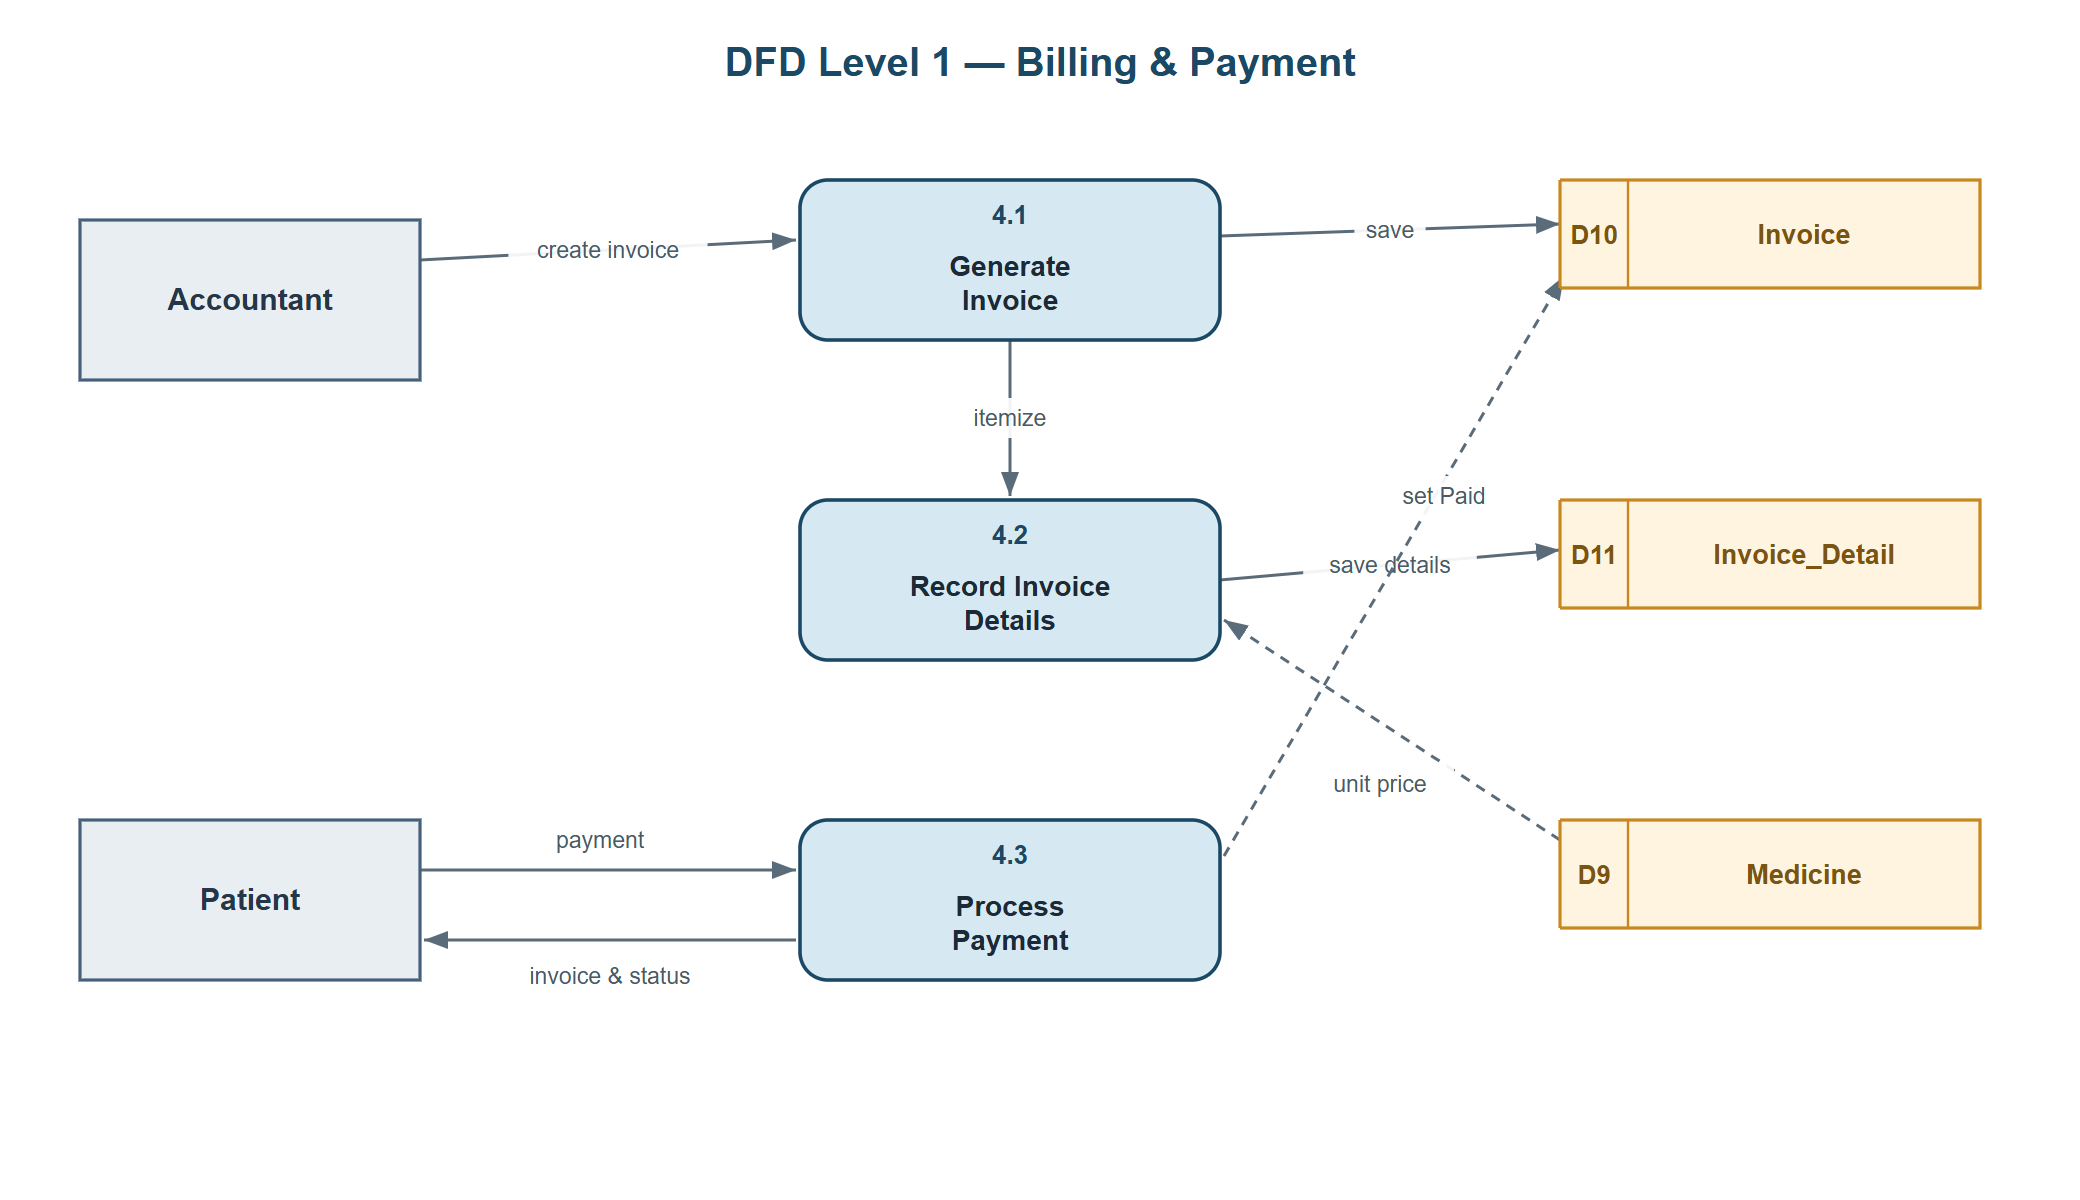 DFD Level 1 — Billing & Payment
Accountant
create invoice
4.1
Generate
Invoice
save
D10
Invoice
itemize
set Paid
4.2
Record Invoice
Details
save details
D11
Invoice_Detail
unit price
Patient
payment
invoice & status
4.3
Process
Payment
D9
Medicine